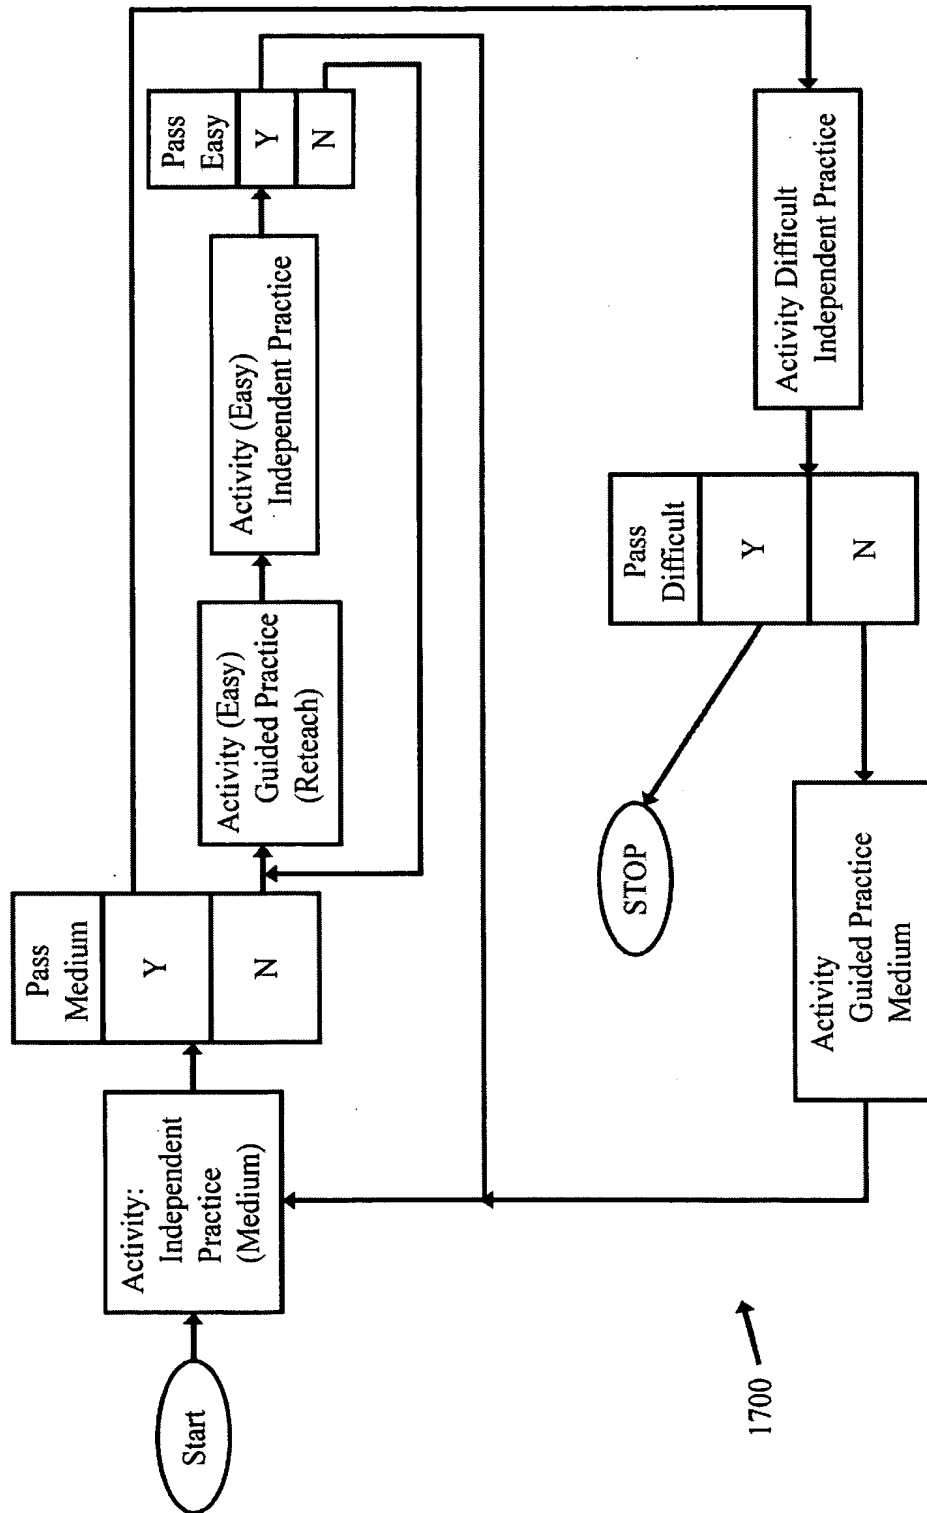 Start
Activity:
Independent
Practice
(Medium)
Pass
Medium
Y
N
Activity (Easy)
Guided Practice
(Reteach)
Activity (Easy)
Independent Practice
Pass
Easy
Y
N
Activity Difficult
Independent Practice
Pass
Difficult
Y
N
STOP
Activity
Guided Practice
Medium
1700